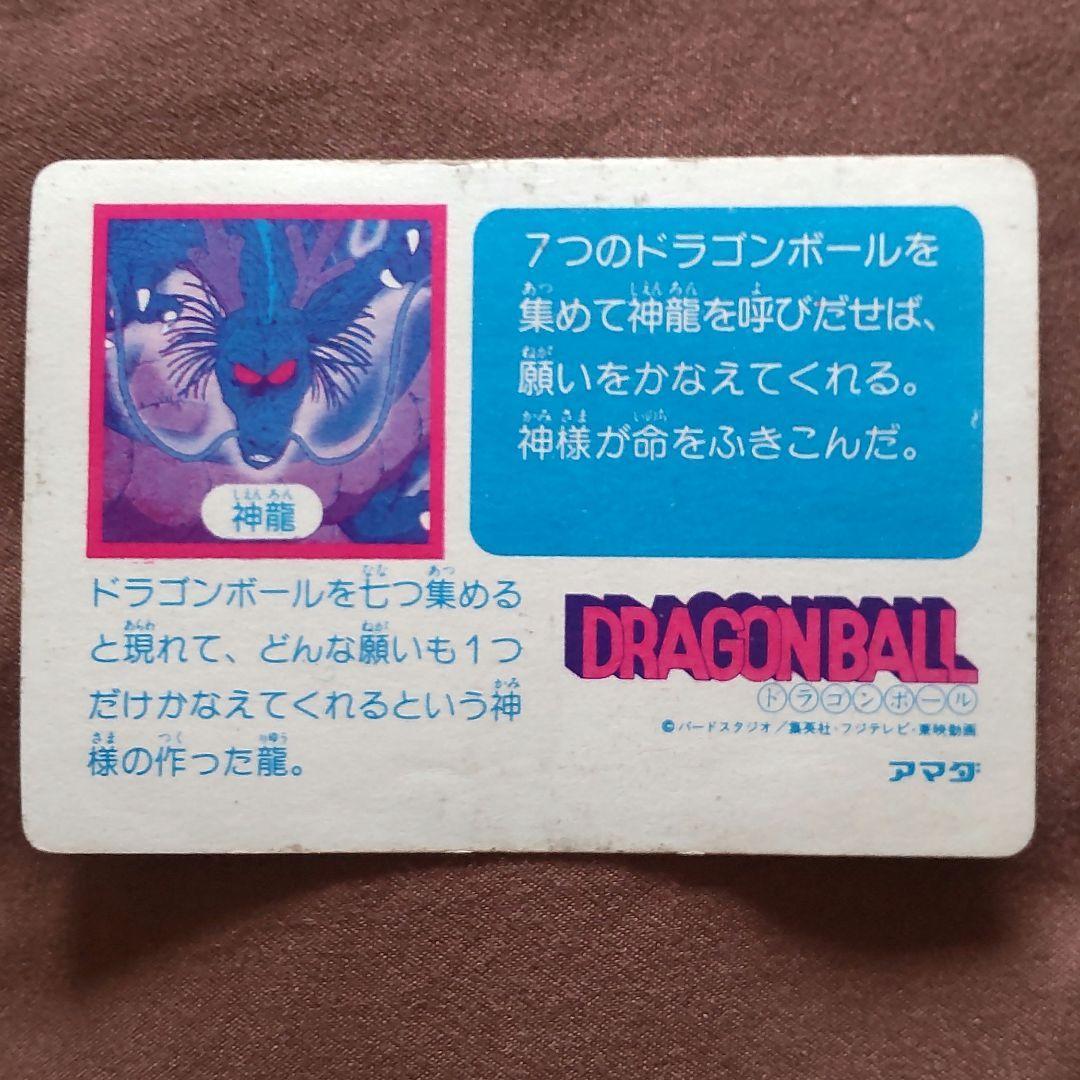 神龍
7つのドラゴンボールを
集めて神龍を呼びだせば、
願いをかなえてくれる。
神様が命をふきこんだ。
ドラゴンボールを七つ集める
と現れて、どんな願いも1つ
だけかなえてくれるという神
様の作った龍。
DRAGON BALL
ドラゴンボール
©バードスタジオ/集英社・フジテレビ・東映動画
アマダ